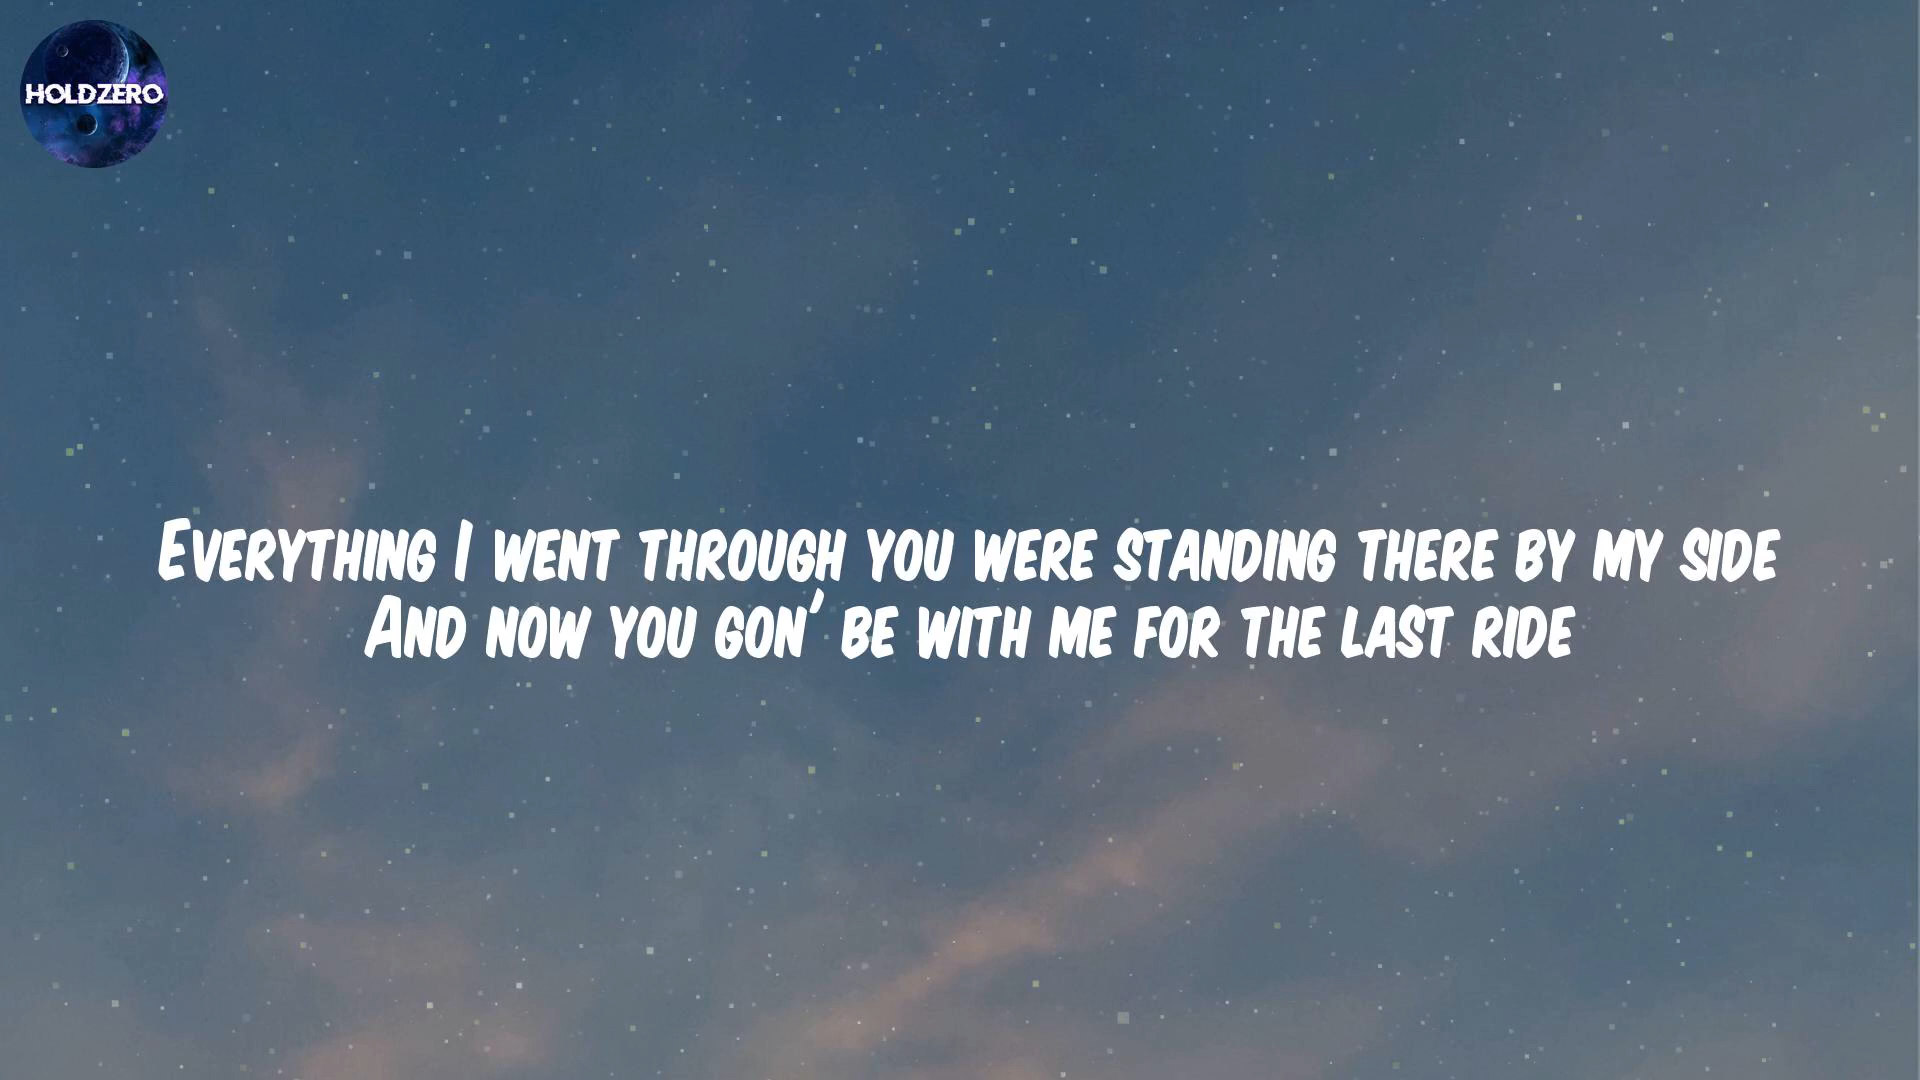 HOLDZERO
Everything I went through you were standing there by my side
And now you gon' be with me for the last ride